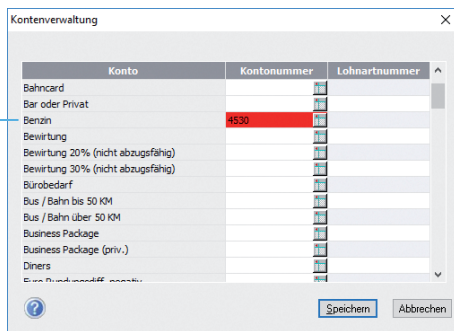 Kontenverwaltung
Konto Kontonummer Lohnartnummer
Bahncard
Bar oder Privat
Benzin 4530
Bewirtung
Bewirtung 20% (nicht abzugsfähig)
Bewirtung 30% (nicht abzugsfähig)
Bürobedarf
Bus / Bahn bis 50 KM
Bus / Bahn über 50 KM
Business Package
Business Package (priv.)
Diners
Speichern Abbrechen